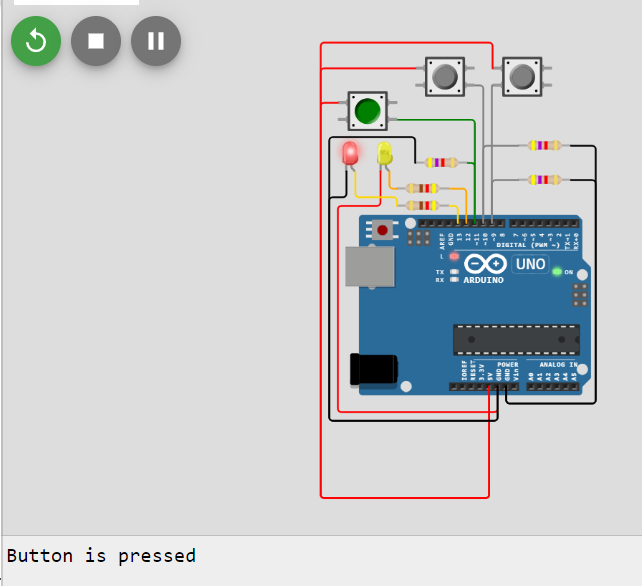 AREF
GND
13
12
~11
~10
~9
8
7
~6
~5
4
~3
2
TX→1
RX←0
DIGITAL (PWM ~)
L
TX
RX
UNO
ARDUINO
ON
IOREF
RESET
3.3V
5V
GND
GND
Vin
POWER
ANALOG IN
A0
A1
A2
A3
A4
A5
Button is pressed